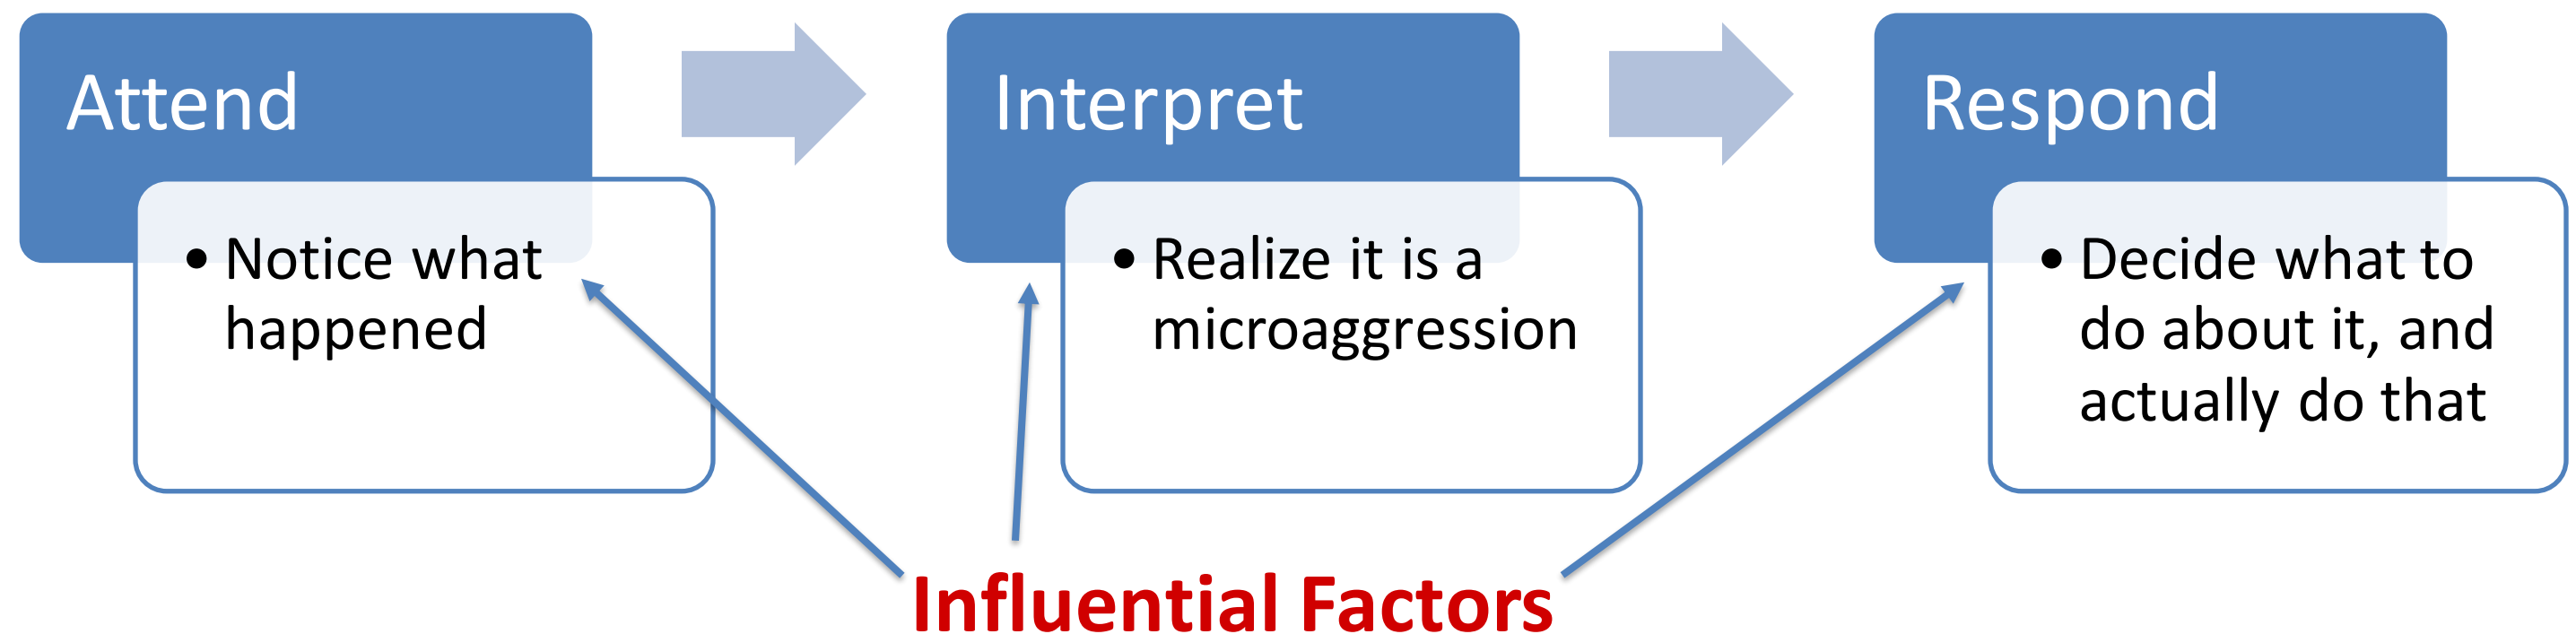 Attend
• Notice what
happened
Interpret
• Realize it is a
microaggression
Respond
• Decide what to
do about it, and
actually do that
Influential Factors